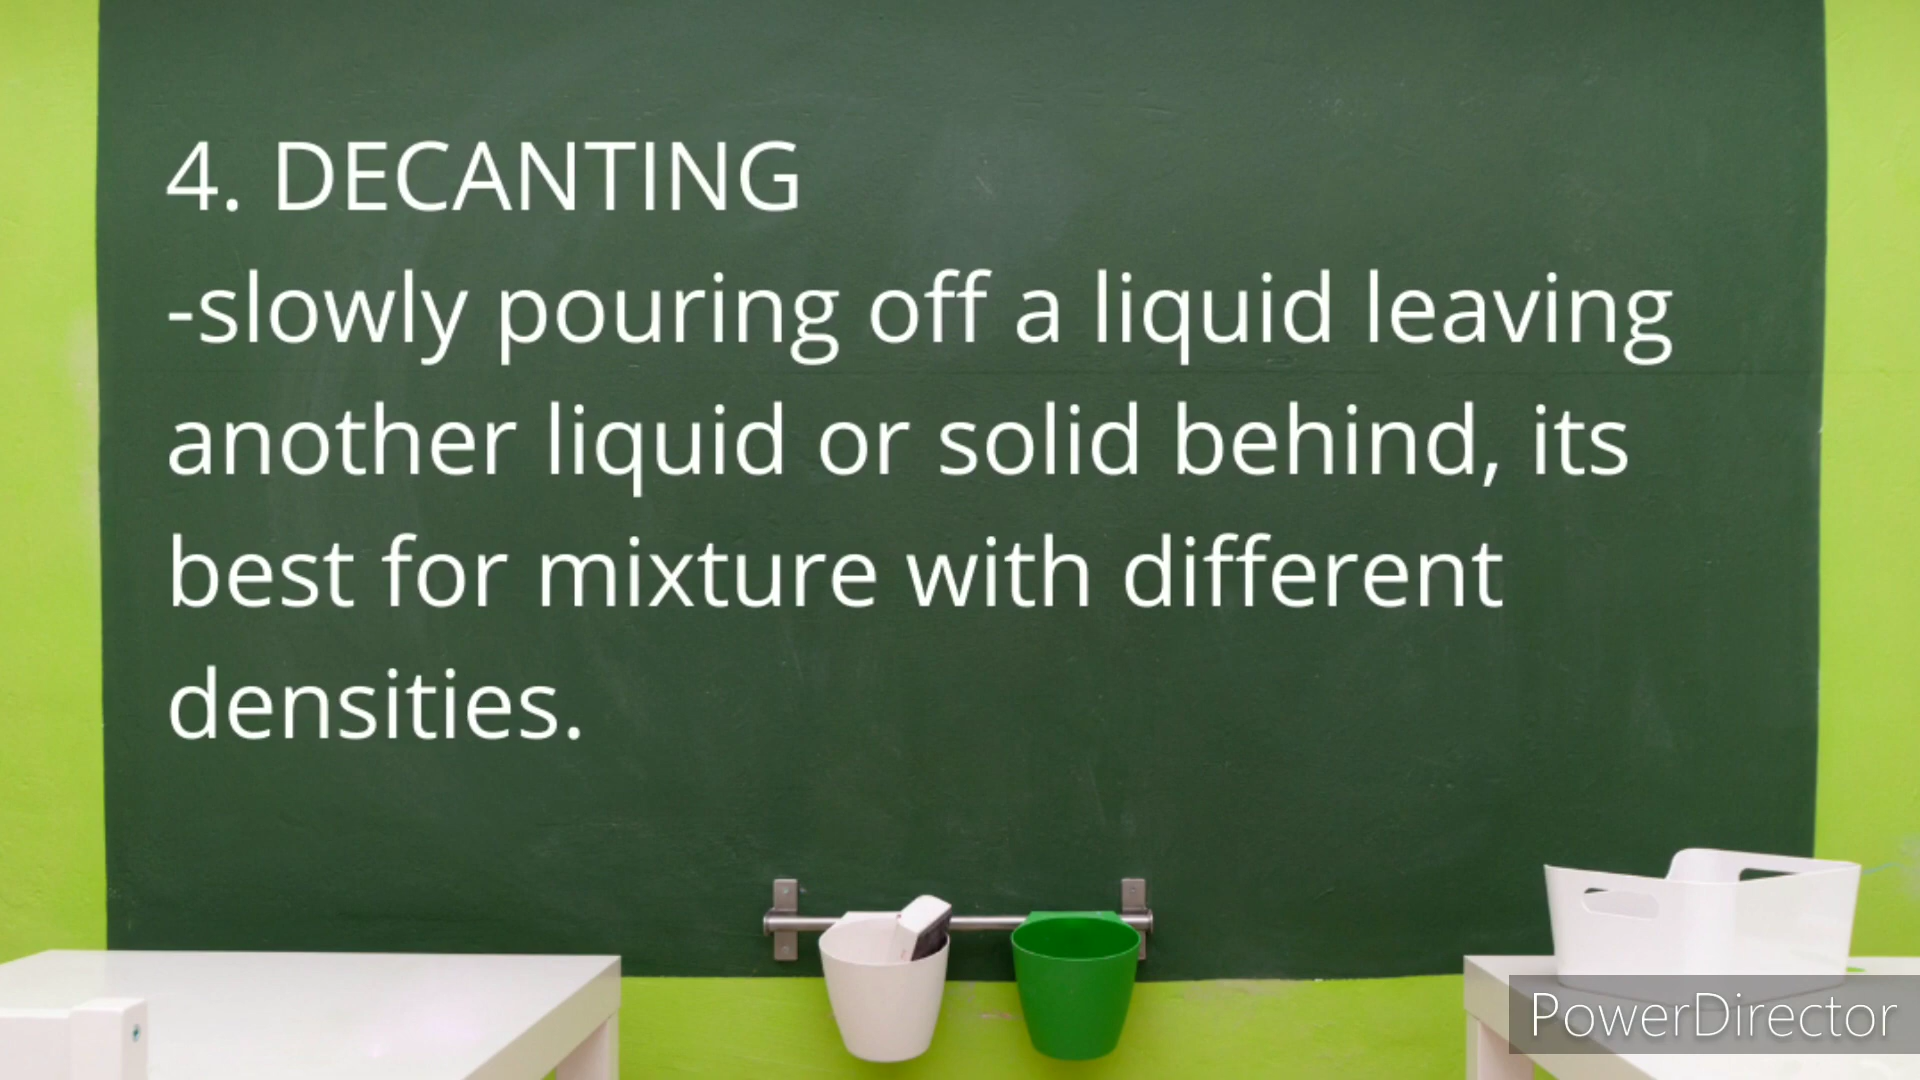 4. DECANTING
-slowly pouring off a liquid leaving
another liquid or solid behind, its
best for mixture with different
densities.
PowerDirector